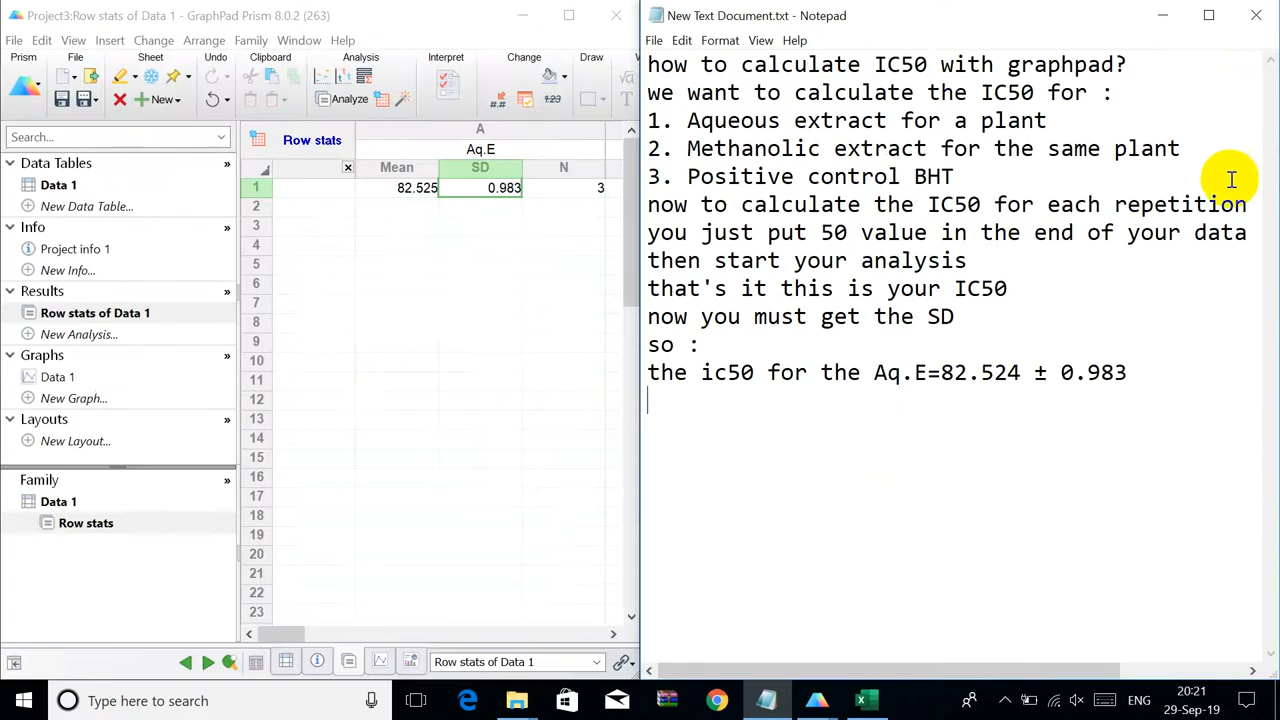 Project3:Row stats of Data 1 - GraphPad Prism 8.0.2 (263)
File Edit View Insert Change Arrange Family Window Help
Prism File Sheet Undo Clipboard Analysis Interpret Change Draw
New Analyze 123
Search...
Data Tables »
Data 1
New Data Table...
Info »
Project info 1
New Info...
Results »
Row stats of Data 1
New Analysis...
Graphs »
Data 1
New Graph...
Layouts »
New Layout...
Family
Data 1
Row stats
Row stats
A
Aq.E
Mean SD N
1 82.525 0.983 3
2
3
4
5
6
7
8
9
10
11
12
13
14
15
16
17
18
19
20
21
22
23
Row stats of Data 1
New Text Document.txt - Notepad
File Edit Format View Help
how to calculate IC50 with graphpad?
we want to calculate the IC50 for :
1. Aqueous extract for a plant
2. Methanolic extract for the same plant
3. Positive control BHT
now to calculate the IC50 for each repetition
you just put 50 value in the end of your data
then start your analysis
that's it this is your IC50
now you must get the SD
so :
the ic50 for the Aq.E=82.524 ± 0.983
Type here to search
ENG
20:21
29-Sep-19